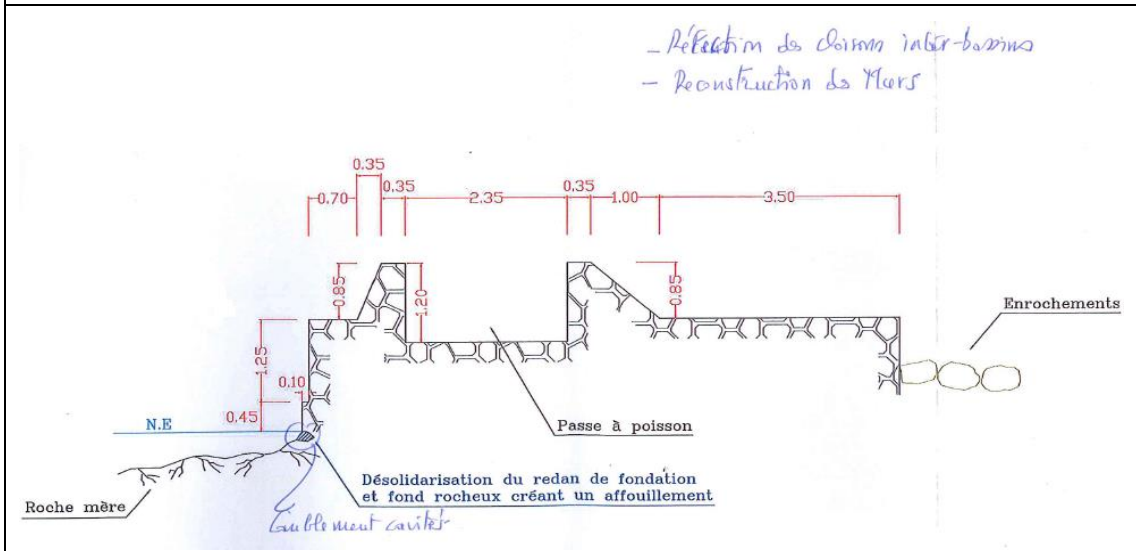 - Réfection des cloisons inter-bassins
- Reconstruction des Murs
0.35
0.70
0.35
2.35
0.35
1.00
3.50
0.85
1.20
0.85
1.25
0.10
0.45
N.E
Enrochements
Passe à poisson
Désolidarisation du redan de fondation
et fond rocheux créant un affouillement
Roche mère
cavités